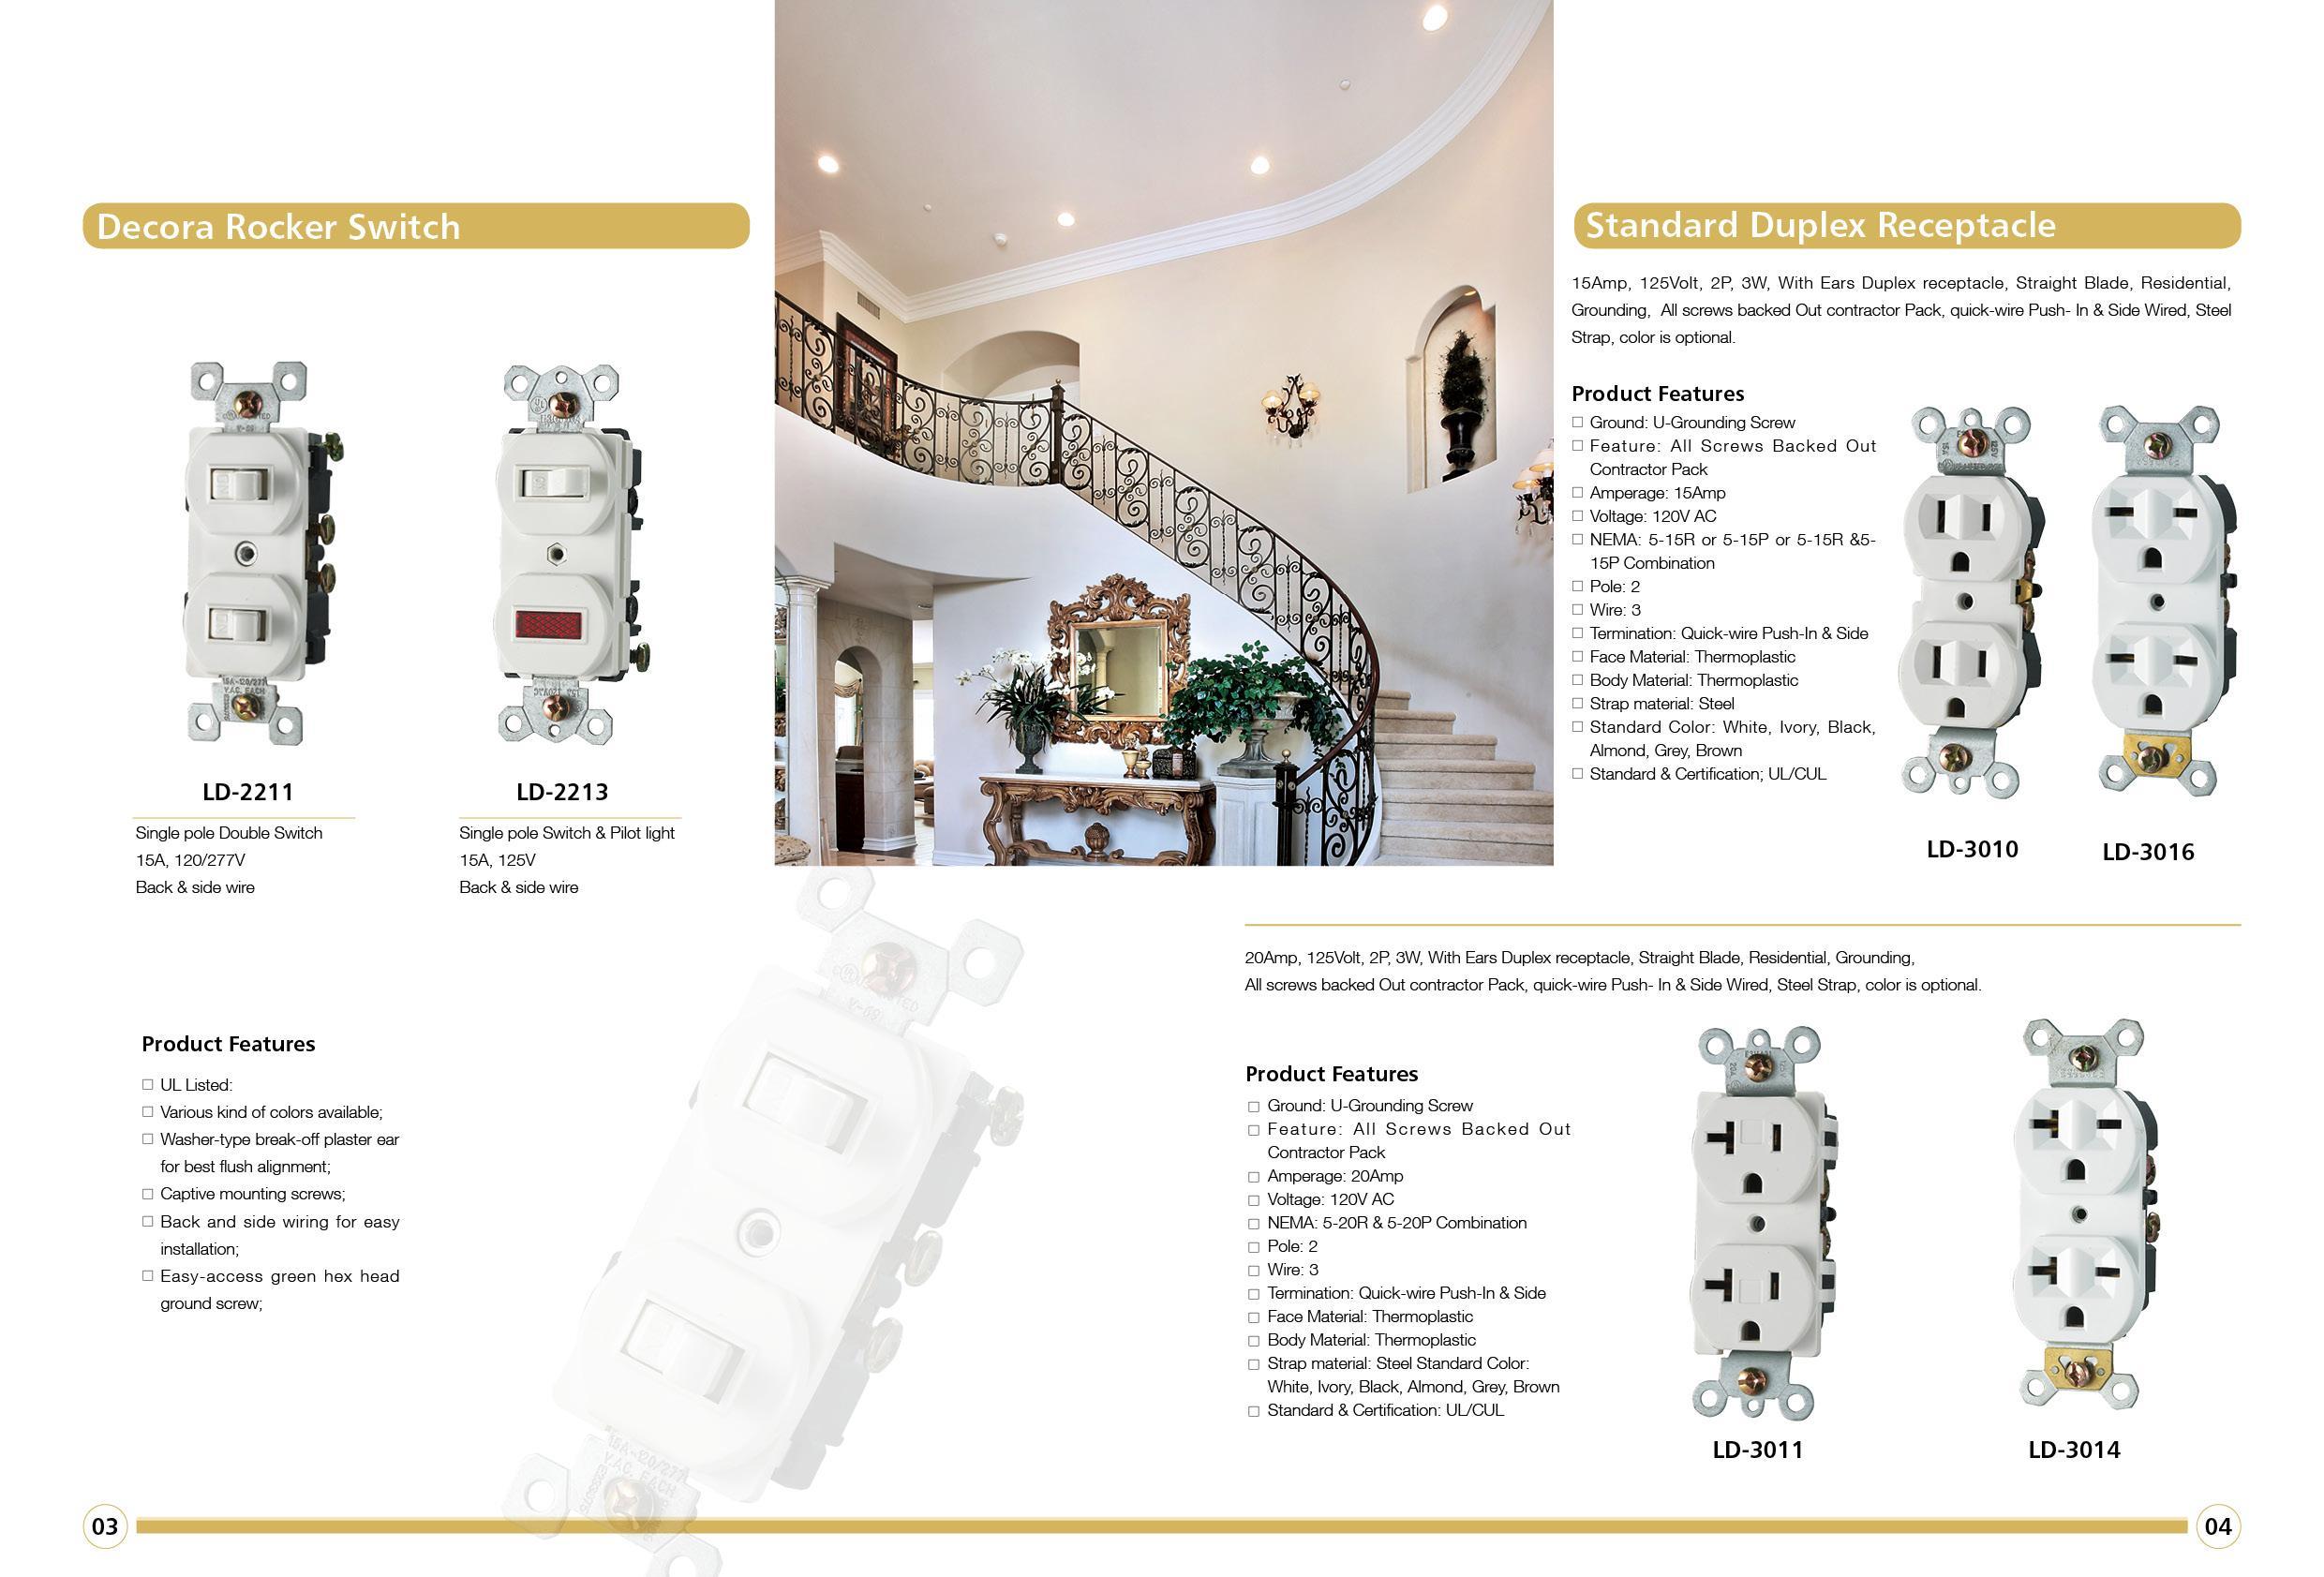 Decora Rocker Switch
LD-2211
Single pole Double Switch
15A, 120/277V
Back & side wire
LD-2213
Single pole Switch & Pilot light
15A, 125V
Back & side wire
Product Features
UL Listed:
Various kind of colors available;
Washer-type break-off plaster ear
for best flush alignment;
Captive mounting screws;
Back and side wiring for easy
installation;
Easy-access green hex head
ground screw;
15A-120/277
V.AC. EACH
03
Standard Duplex Receptacle
15Amp, 125Volt, 2P, 3W, With Ears Duplex receptacle, Straight Blade, Residential,
Grounding, All screws backed Out contractor Pack, quick-wire Push- In & Side Wired, Steel
Strap, color is optional.
Product Features
Ground: U-Grounding Screw
Feature: All Screws Backed Out
Contractor Pack
Amperage: 15Amp
Voltage: 120V AC
NEMA: 5-15R or 5-15P or 5-15R &5-
15P Combination
Pole: 2
Wire: 3
Termination: Quick-wire Push-In & Side
Face Material: Thermoplastic
Body Material: Thermoplastic
Strap material: Steel
Standard Color: White, Ivory, Black,
Almond, Grey, Brown
Standard & Certification; UL/CUL
LD-3010
LD-3016
20Amp, 125Volt, 2P, 3W, With Ears Duplex receptacle, Straight Blade, Residential, Grounding,
All screws backed Out contractor Pack, quick-wire Push- In & Side Wired, Steel Strap, color is optional.
Product Features
Ground: U-Grounding Screw
Feature: All Screws Backed Out
Contractor Pack
Amperage: 20Amp
Voltage: 120V AC
NEMA: 5-20R & 5-20P Combination
Pole: 2
Wire: 3
Termination: Quick-wire Push-In & Side
Face Material: Thermoplastic
Body Material: Thermoplastic
Strap material: Steel Standard Color:
White, Ivory, Black, Almond, Grey, Brown
Standard & Certification: UL/CUL
LD-3011
LD-3014
04